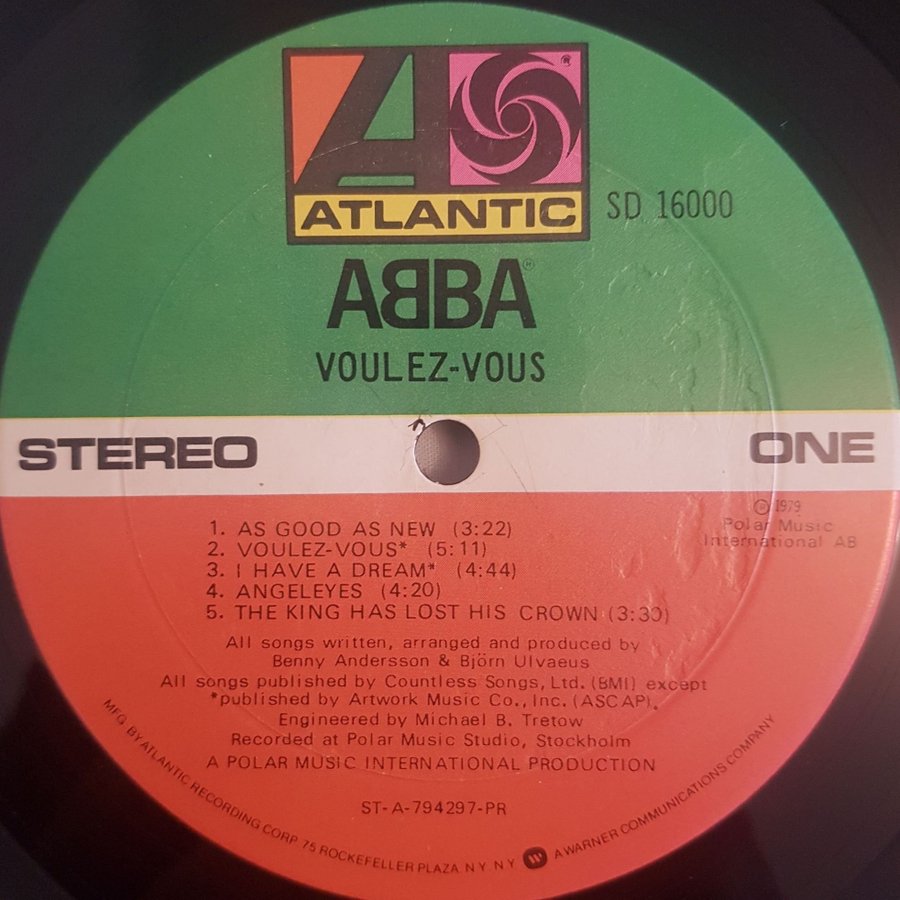 ATLANTIC
®
SD 16000
ABBA®
VOULEZ-VOUS
STEREO
ONE
Ⓟ 1979
Polar Music
International AB
1. AS GOOD AS NEW (3:22)
2. VOULEZ-VOUS* (5:11)
3. I HAVE A DREAM* (4:44)
4. ANGELEYES (4:20)
5. THE KING HAS LOST HIS CROWN (3:30)
All songs written, arranged and produced by
Benny Andersson & Björn Ulvaeus
All songs published by Countless Songs, Ltd. (BMI) except
*published by Artwork Music Co., Inc. (ASCAP).
Engineered by Michael B. Tretow
Recorded at Polar Music Studio, Stockholm
A POLAR MUSIC INTERNATIONAL PRODUCTION
ST-A-794297-PR
MFG. BY ATLANTIC RECORDING CORP. 75 ROCKEFELLER PLAZA. N.Y. N.Y. A WARNER COMMUNICATIONS COMPANY